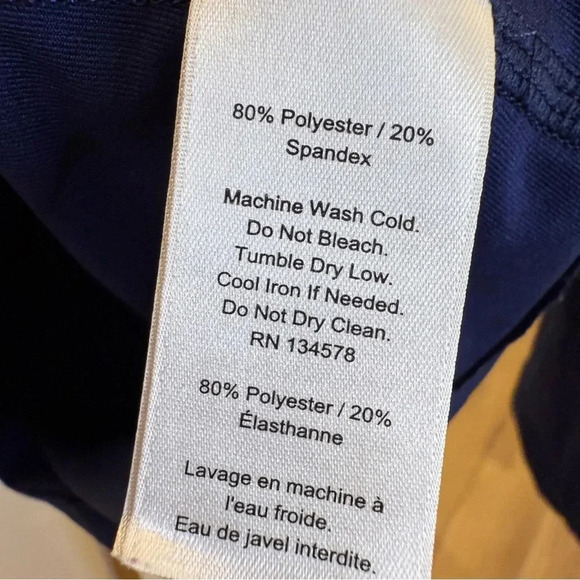 80% Polyester / 20%
Spandex
Machine Wash Cold.
Do Not Bleach.
Tumble Dry Low.
Cool Iron If Needed.
Do Not Dry Clean.
RN 134578
80% Polyester / 20%
Élasthanne
Lavage en machine à
l'eau froide.
Eau de javel interdite.